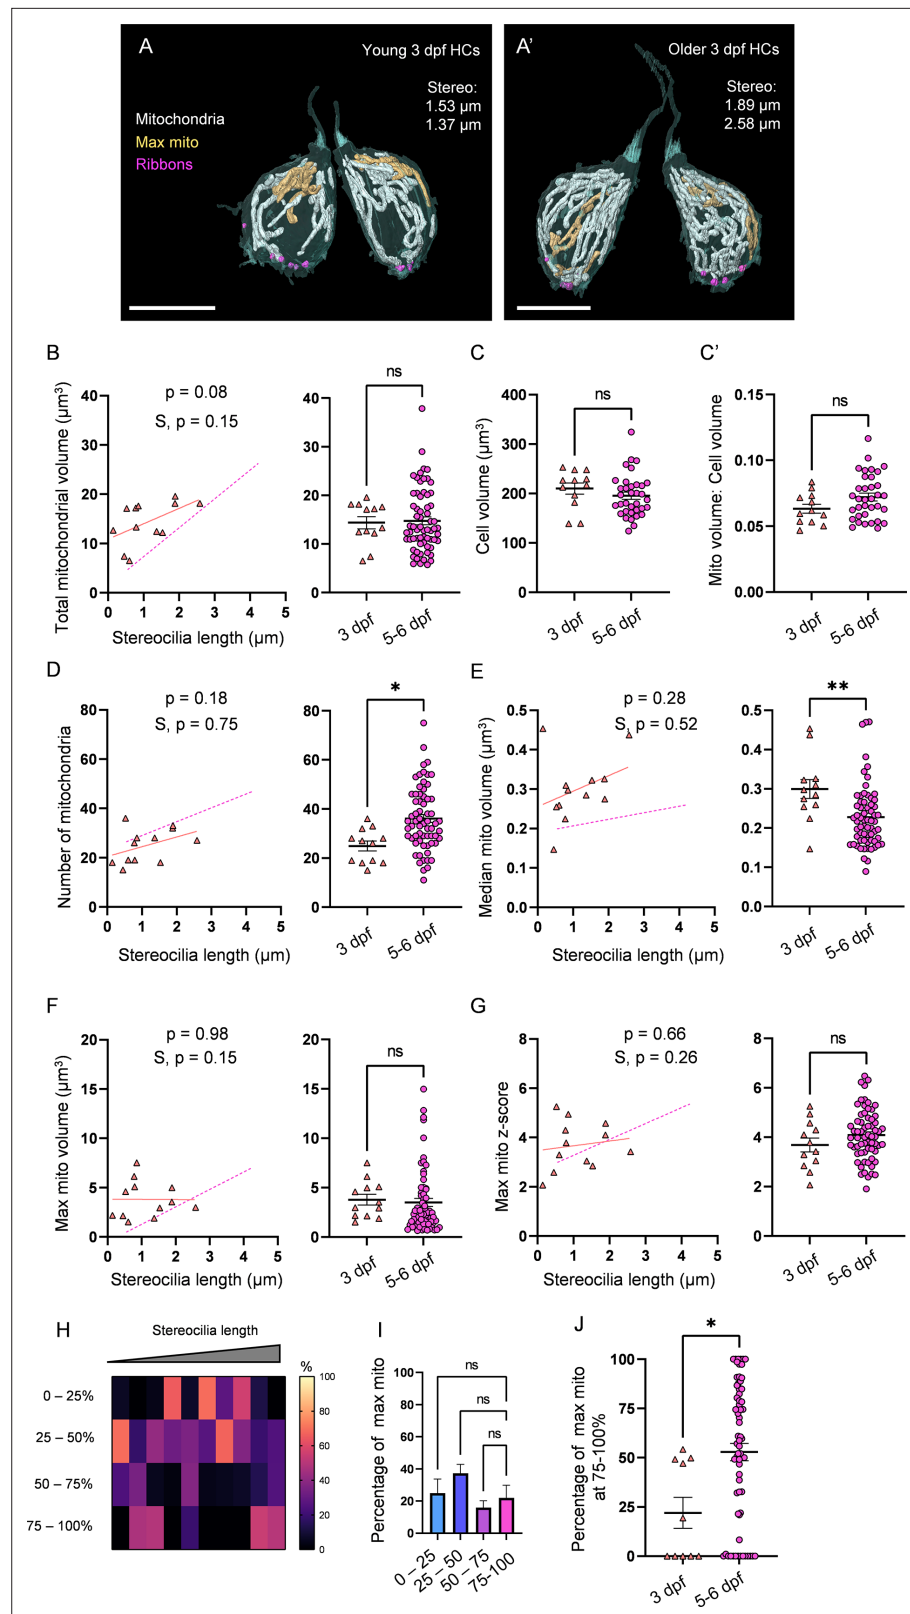 A
Young 3 dpf HCs
Stereo:
1.53 µm
1.37 µm
Mitochondria
Max mito
Ribbons
A'
Older 3 dpf HCs
Stereo:
1.89 µm
2.58 µm
B
p = 0.08
S, p = 0.15
Total mitochondrial volume (µm³)
40
30
20
10
0
0 1 2 3 4 5
Stereocilia length (µm)
ns
40
30
20
10
0
3 dpf
5-6 dpf
C
ns
Cell volume (µm³)
400
300
200
100
0
3 dpf
5-6 dpf
C'
ns
Mito volume: Cell volume
0.15
0.10
0.05
0.00
3 dpf
5-6 dpf
D
p = 0.18
S, p = 0.75
Number of mitochondria
80
60
40
20
0
0 1 2 3 4 5
Stereocilia length (µm)
*
80
60
40
20
0
3 dpf
5-6 dpf
E
p = 0.28
S, p = 0.52
Median mito volume (µm³)
0.5
0.4
0.3
0.2
0.1
0.0
0 1 2 3 4 5
Stereocilia length (µm)
**
0.5
0.4
0.3
0.2
0.1
0.0
3 dpf
5-6 dpf
F
p = 0.98
S, p = 0.15
Max mito volume (µm³)
20
15
10
5
0
0 1 2 3 4 5
Stereocilia length (µm)
ns
20
15
10
5
0
3 dpf
5-6 dpf
G
p = 0.66
S, p = 0.26
Max mito z-score
8
6
4
2
0
0 1 2 3 4 5
Stereocilia length (µm)
ns
8
6
4
2
0
3 dpf
5-6 dpf
H
Stereocilia length
0 – 25%
25 – 50%
50 – 75%
75 – 100%
%
100
80
60
40
20
0
I
ns
ns
ns
Percentage of max mito
100
80
60
40
20
0
0 – 25
25 – 50
50 – 75
75-100
J
*
Percentage of max mito
at 75-100%
100
75
50
25
0
3 dpf
5-6 dpf